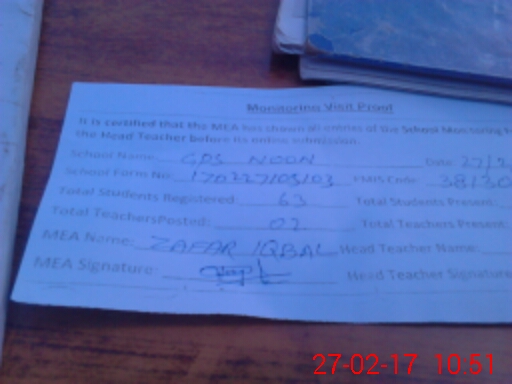 Monitoring Visit Proof
It is certified that the MEA has shown all entries of the School Monitoring
the Head Teacher before its online submission.
School Name: GPS NOON Date: 27/2
School Form No: 170227/05/03 EMIS Code: 38130
Total Students Registered: 63 Total Students Present:
Total TeachersPosted: 02 Total Teachers Present:
MEA Name: ZAFAR IQBAL Head Teacher Name:
MEA Signature: Head Teacher Signature
27-02-17 10:51